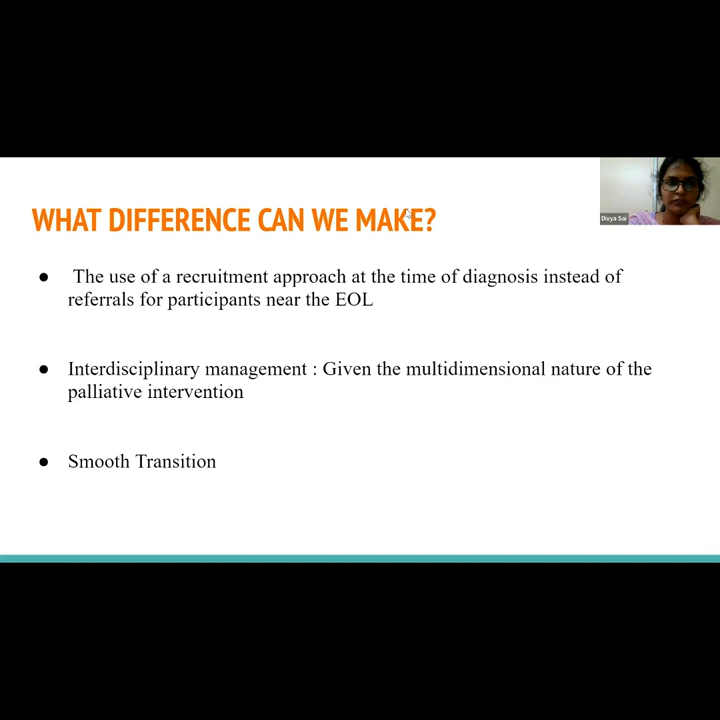 Divya Sai
WHAT DIFFERENCE CAN WE MAKE?
● The use of a recruitment approach at the time of diagnosis instead of
referrals for participants near the EOL
● Interdisciplinary management : Given the multidimensional nature of the
palliative intervention
● Smooth Transition